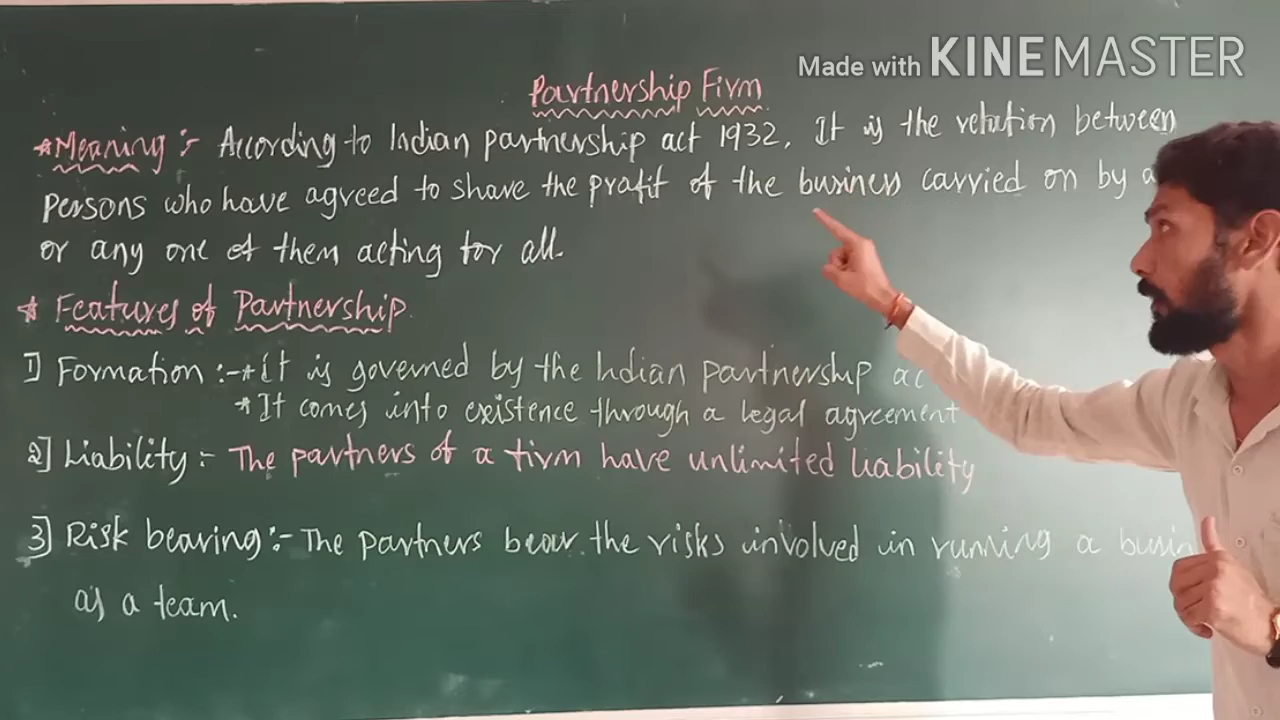 Made with KINEMASTER
Partnership Firm
*Meaning :- According to Indian partnership act 1932. It is the relation between
persons who have agreed to share the profit of the business carried on by a
or any one of them acting for all.
* Features of Partnership.
1] Formation :- *it is governed by the Indian partnership ac
*It comes into existence through a legal agreement
2] Liability :- The partners of a firm have unlimited liability
3] Risk bearing :- The partners bear the risks involved in running a busin
as a team.